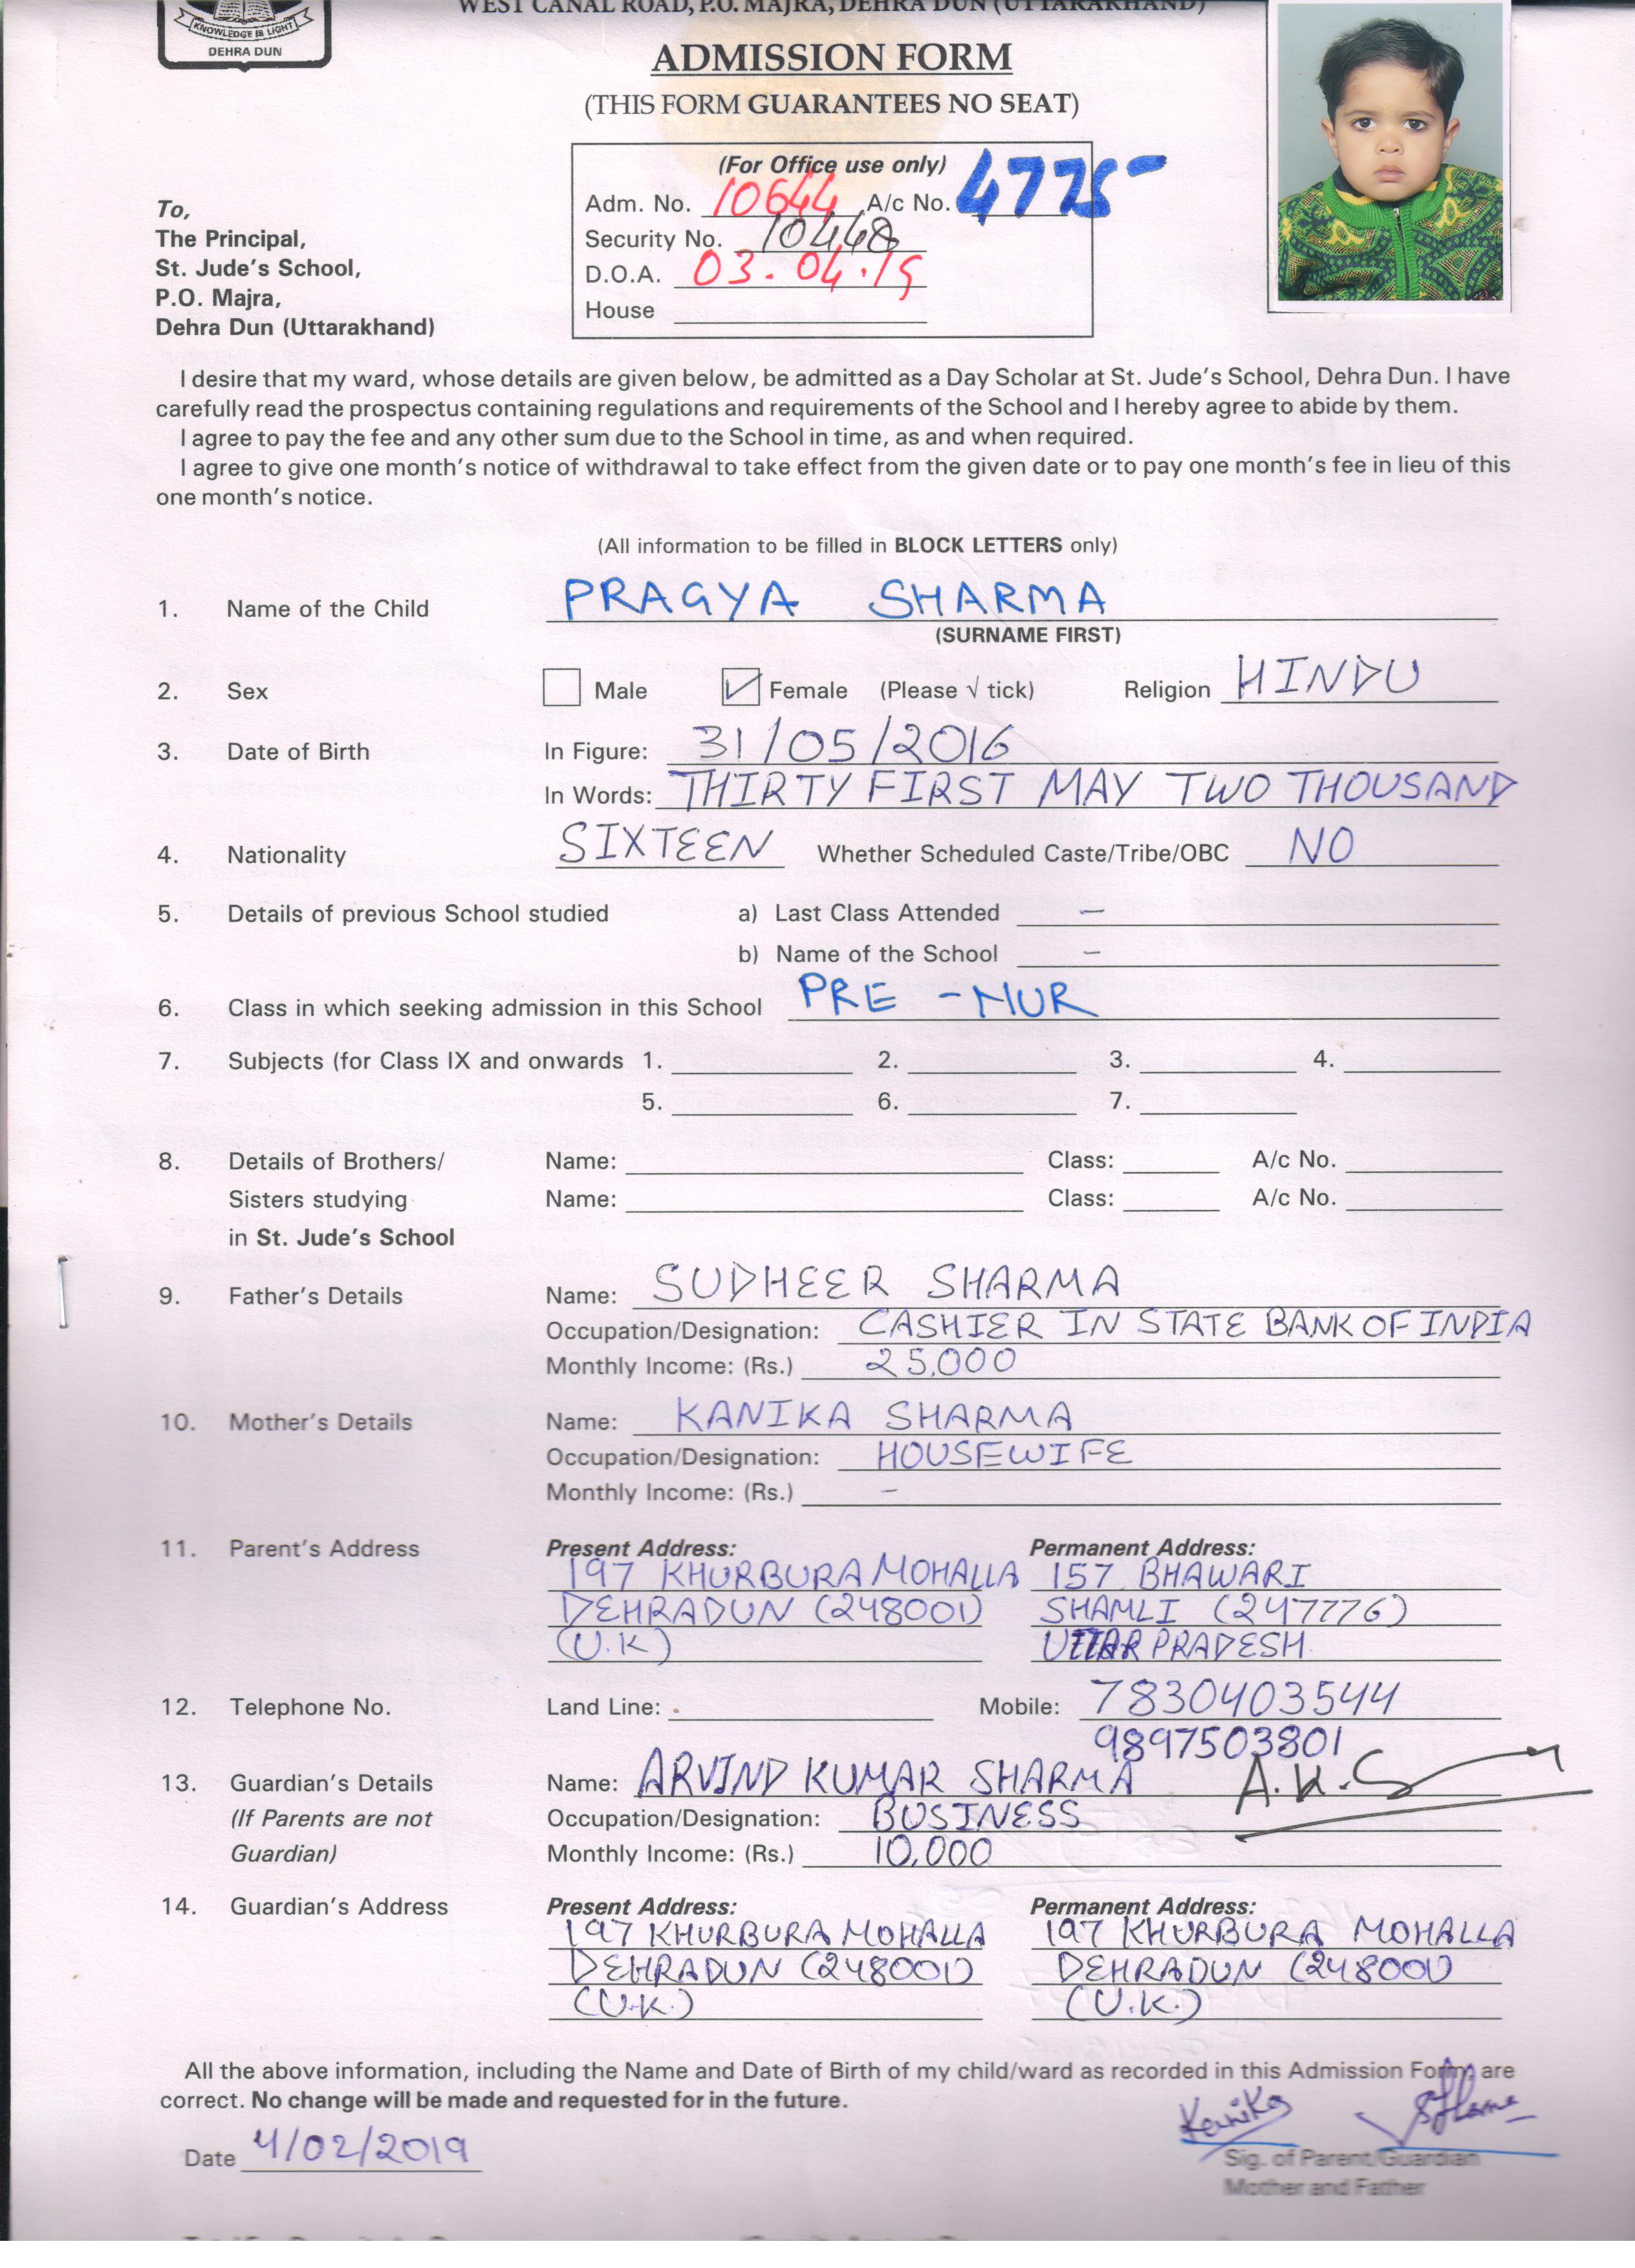 WEST CANAL ROAD, P.O. MAJRA, DEHRA DUN (UTTARAKHAND)
KNOWLEDGE IS LIGHT
DEHRA DUN
ADMISSION FORM
(THIS FORM GUARANTEES NO SEAT)
(For Office use only)
Adm. No. 10644 A/c No. 4775
Security No. 10448
D.O.A. 03.04.19
House
To,
The Principal,
St. Jude's School,
P.O. Majra,
Dehra Dun (Uttarakhand)
I desire that my ward, whose details are given below, be admitted as a Day Scholar at St. Jude's School, Dehra Dun. I have
carefully read the prospectus containing regulations and requirements of the School and I hereby agree to abide by them.
I agree to pay the fee and any other sum due to the School in time, as and when required.
I agree to give one month's notice of withdrawal to take effect from the given date or to pay one month's fee in lieu of this
one month's notice.
(All information to be filled in BLOCK LETTERS only)
1. Name of the Child PRAGYA SHARMA
(SURNAME FIRST)
2. Sex Male Female (Please √ tick) Religion HINDU
3. Date of Birth In Figure: 31/05/2016
In Words: THIRTY FIRST MAY TWO THOUSAND
4. Nationality SIXTEEN Whether Scheduled Caste/Tribe/OBC NO
5. Details of previous School studied a) Last Class Attended –
b) Name of the School –
6. Class in which seeking admission in this School PRE - NUR
7. Subjects (for Class IX and onwards 1. 2. 3. 4.
5. 6. 7.
8. Details of Brothers/ Name: Class: A/c No.
Sisters studying Name: Class: A/c No.
in St. Jude's School
9. Father's Details Name: SUDHEER SHARMA
Occupation/Designation: CASHIER IN STATE BANK OF INDIA
Monthly Income: (Rs.) 25,000
10. Mother's Details Name: KANIKA SHARMA
Occupation/Designation: HOUSEWIFE
Monthly Income: (Rs.) –
11. Parent's Address Present Address: Permanent Address:
197 KHURBURA MOHALLA 157 BHAWARI
DEHRADUN (248001) SHAMLI (247776)
(U.K) UTTAR PRADESH
12. Telephone No. Land Line: Mobile: 7830403544
9897503801
13. Guardian's Details Name: ARVIND KUMAR SHARMA A.K.S
(If Parents are not Occupation/Designation: BUSINESS
Guardian) Monthly Income: (Rs.) 10,000
14. Guardian's Address Present Address: Permanent Address:
197 KHURBURA MOHALLA 197 KHURBURA MOHALLA
DEHRADUN (248001) DEHRADUN (248001)
(U.K.) (U.K.)
All the above information, including the Name and Date of Birth of my child/ward as recorded in this Admission Form are
correct. No change will be made and requested for in the future.
Kanika
Date 4/02/2019
Sig. of Parent/Guardian
Mother and Father